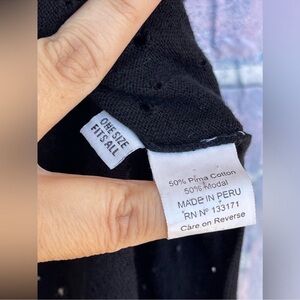 ONE SIZE
FITS ALL
50% Pima Cotton
50% Modal
MADE IN PERU
RN Nº 133171
Care on Reverse